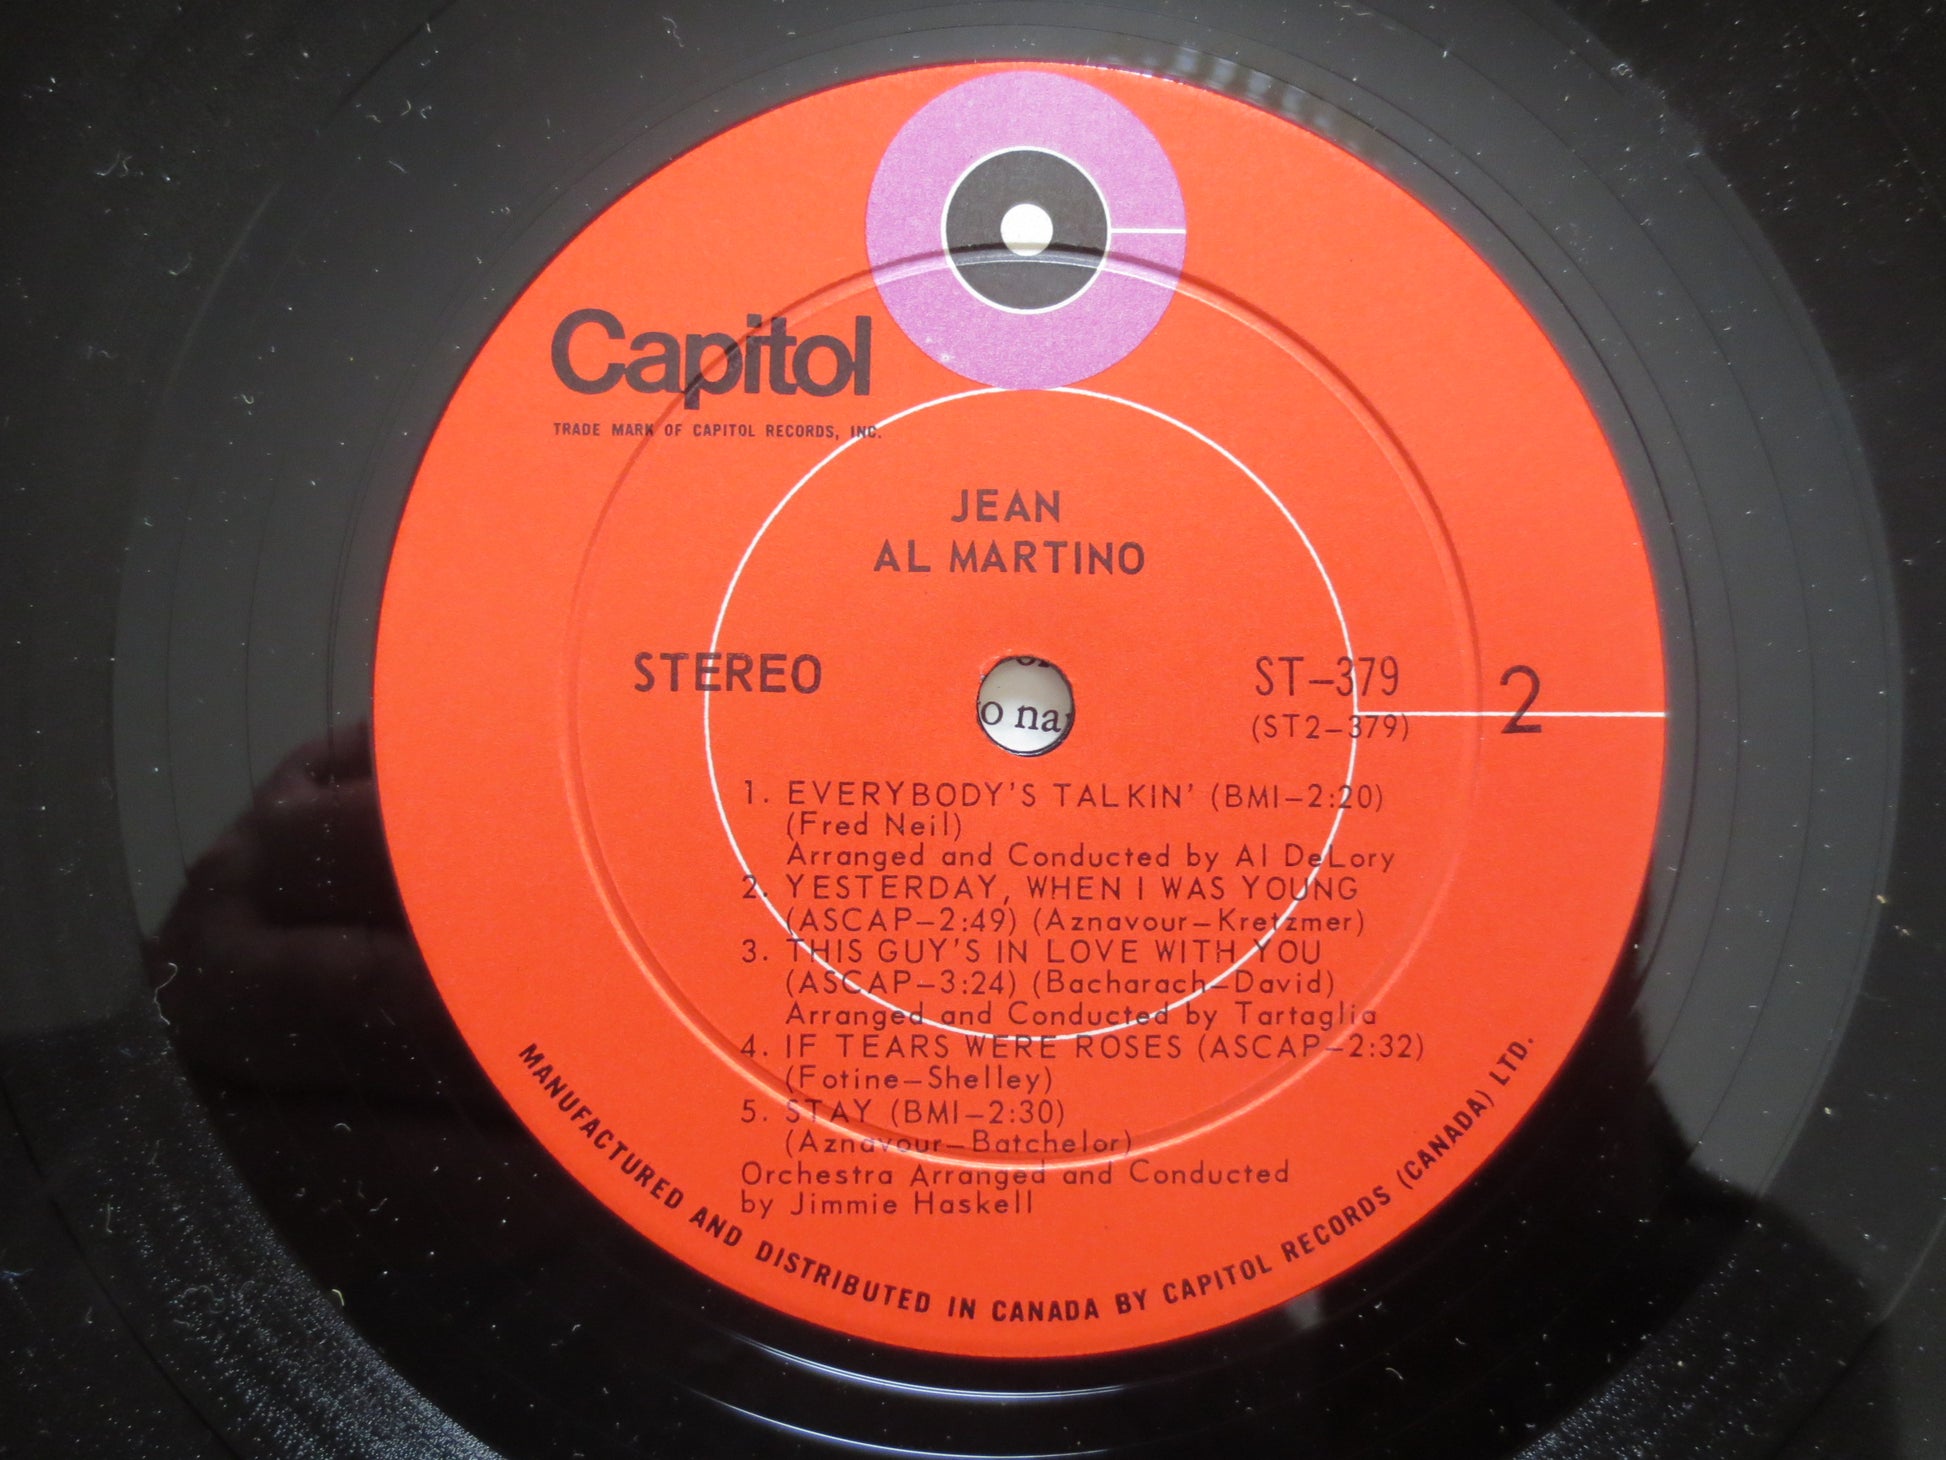 Capitol
TRADE MARK OF CAPITOL RECORDS, INC.
JEAN
AL MARTINO
STEREO
ST-379
(ST2-379)
2
o na
1. EVERYBODY'S TALKIN' (BMI-2:20)
(Fred Neil)
Arranged and Conducted by Al DeLory
2. YESTERDAY, WHEN I WAS YOUNG
(ASCAP-2:49) (Aznavour-Kretzmer)
3. THIS GUY'S IN LOVE WITH YOU
(ASCAP-3:24) (Bacharach-David)
Arranged and Conducted by Tartaglia
4. IF TEARS WERE ROSES (ASCAP-2:32)
(Fotine-Shelley)
5. STAY (BMI-2:30)
(Aznavour-Batchelor)
Orchestra Arranged and Conducted
by Jimmie Haskell
MANUFACTURED AND DISTRIBUTED IN CANADA BY CAPITOL RECORDS (CANADA) LTD.